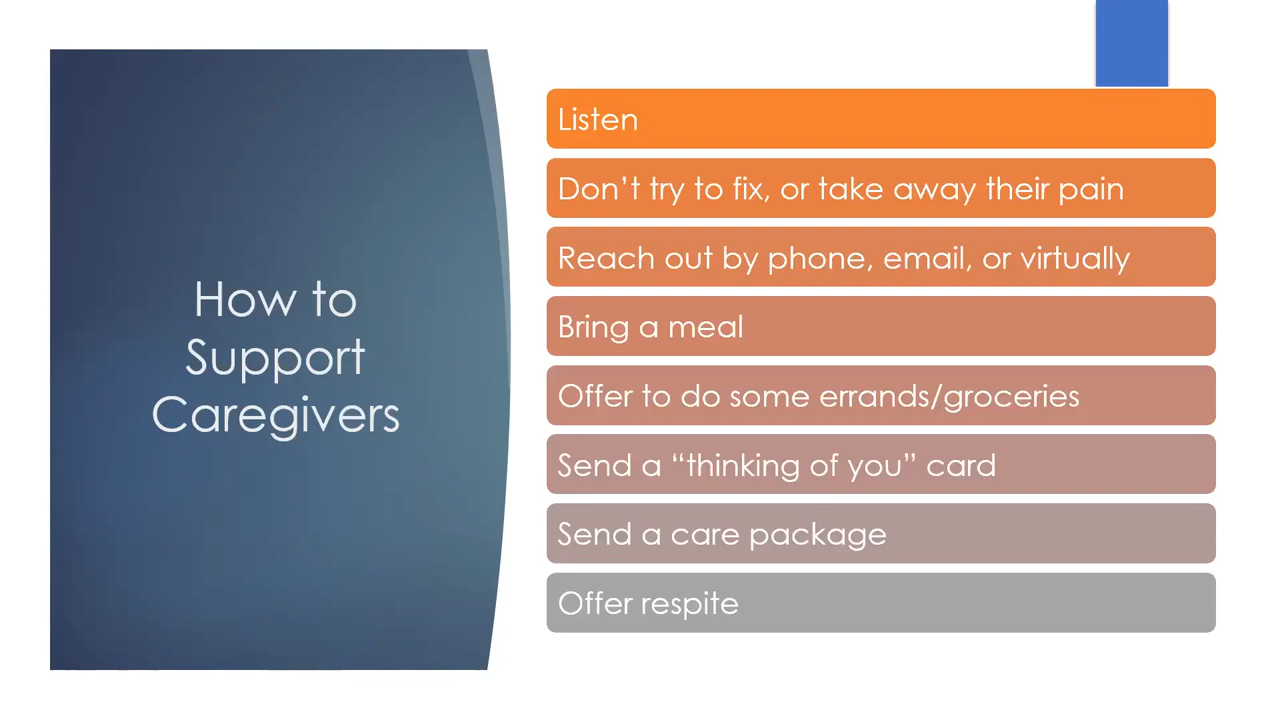 How to
Support
Caregivers
Listen
Don’t try to fix, or take away their pain
Reach out by phone, email, or virtually
Bring a meal
Offer to do some errands/groceries
Send a “thinking of you” card
Send a care package
Offer respite